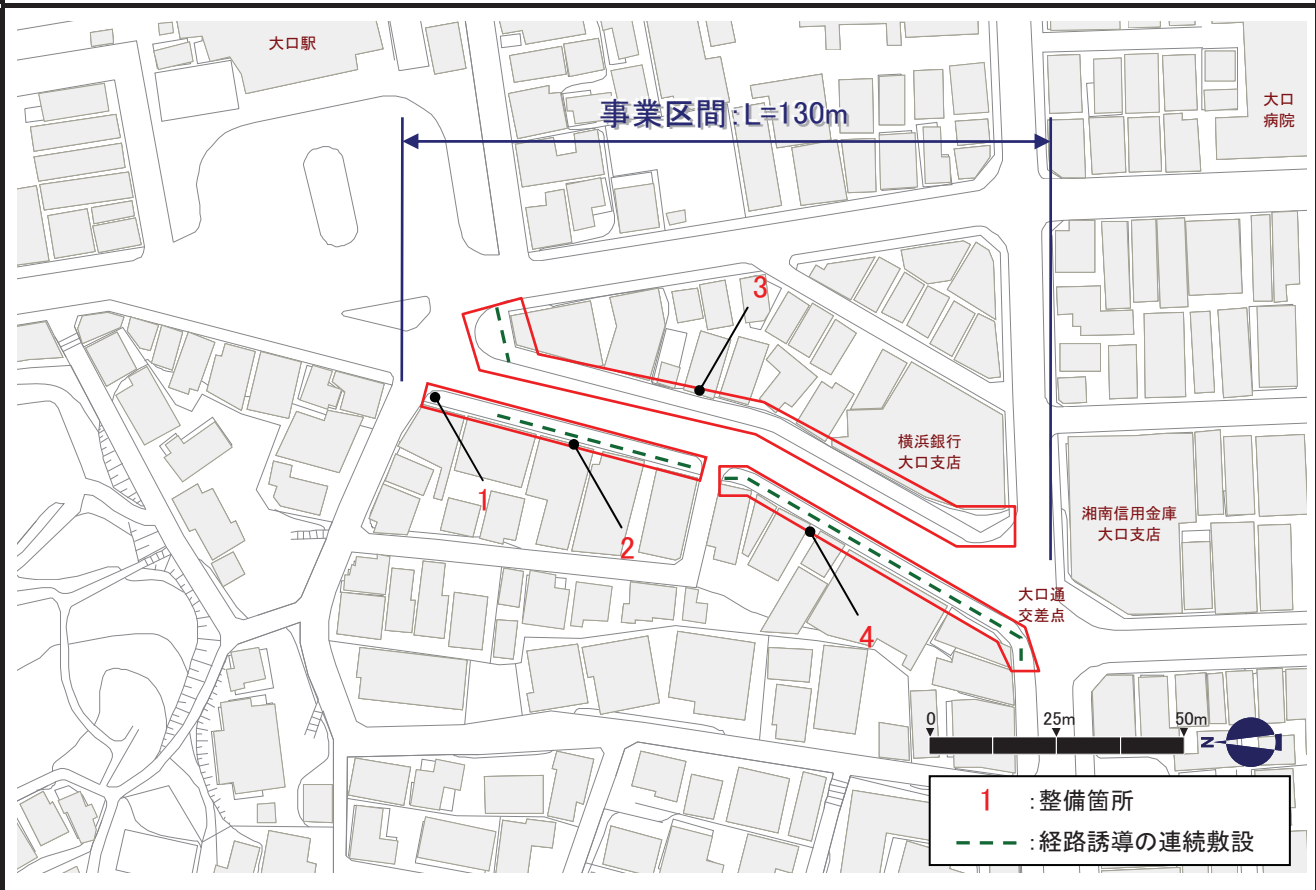 大口駅
大口
病院
事業区間:L=130m
3
横浜銀行
大口支店
1
2
湘南信用金庫
大口支店
大口通
交差点
4
0 25m 50m
N
1 :整備箇所
:経路誘導の連続敷設